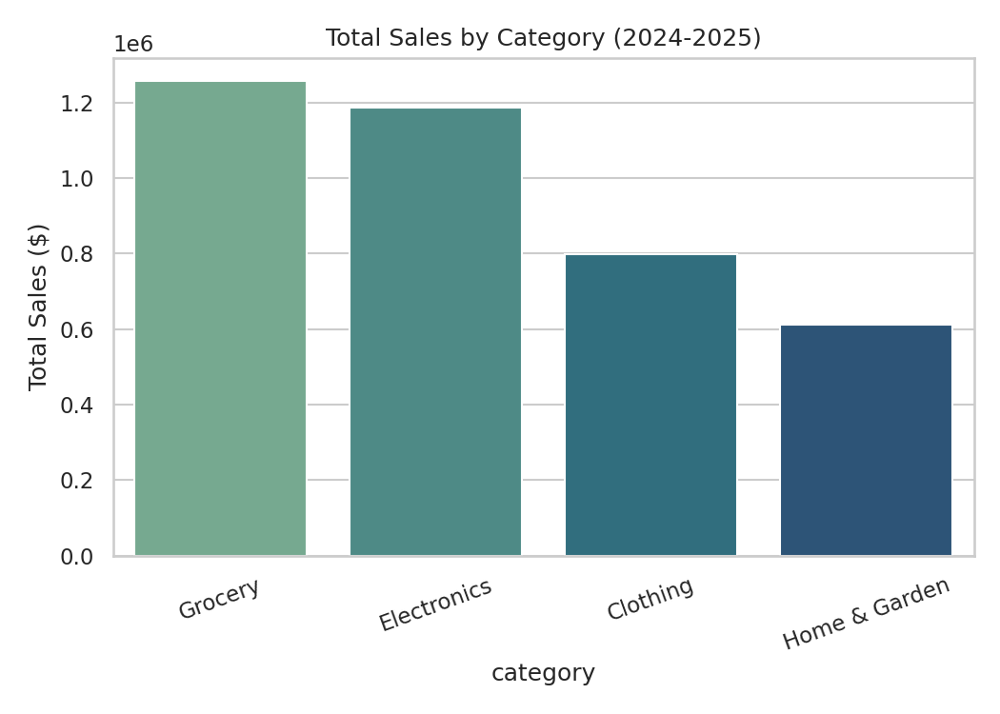 Total Sales by Category (2024-2025)
1e6
Total Sales ($)
1.2
1.0
0.8
0.6
0.4
0.2
0.0
Grocery
Electronics
Clothing
Home & Garden
category